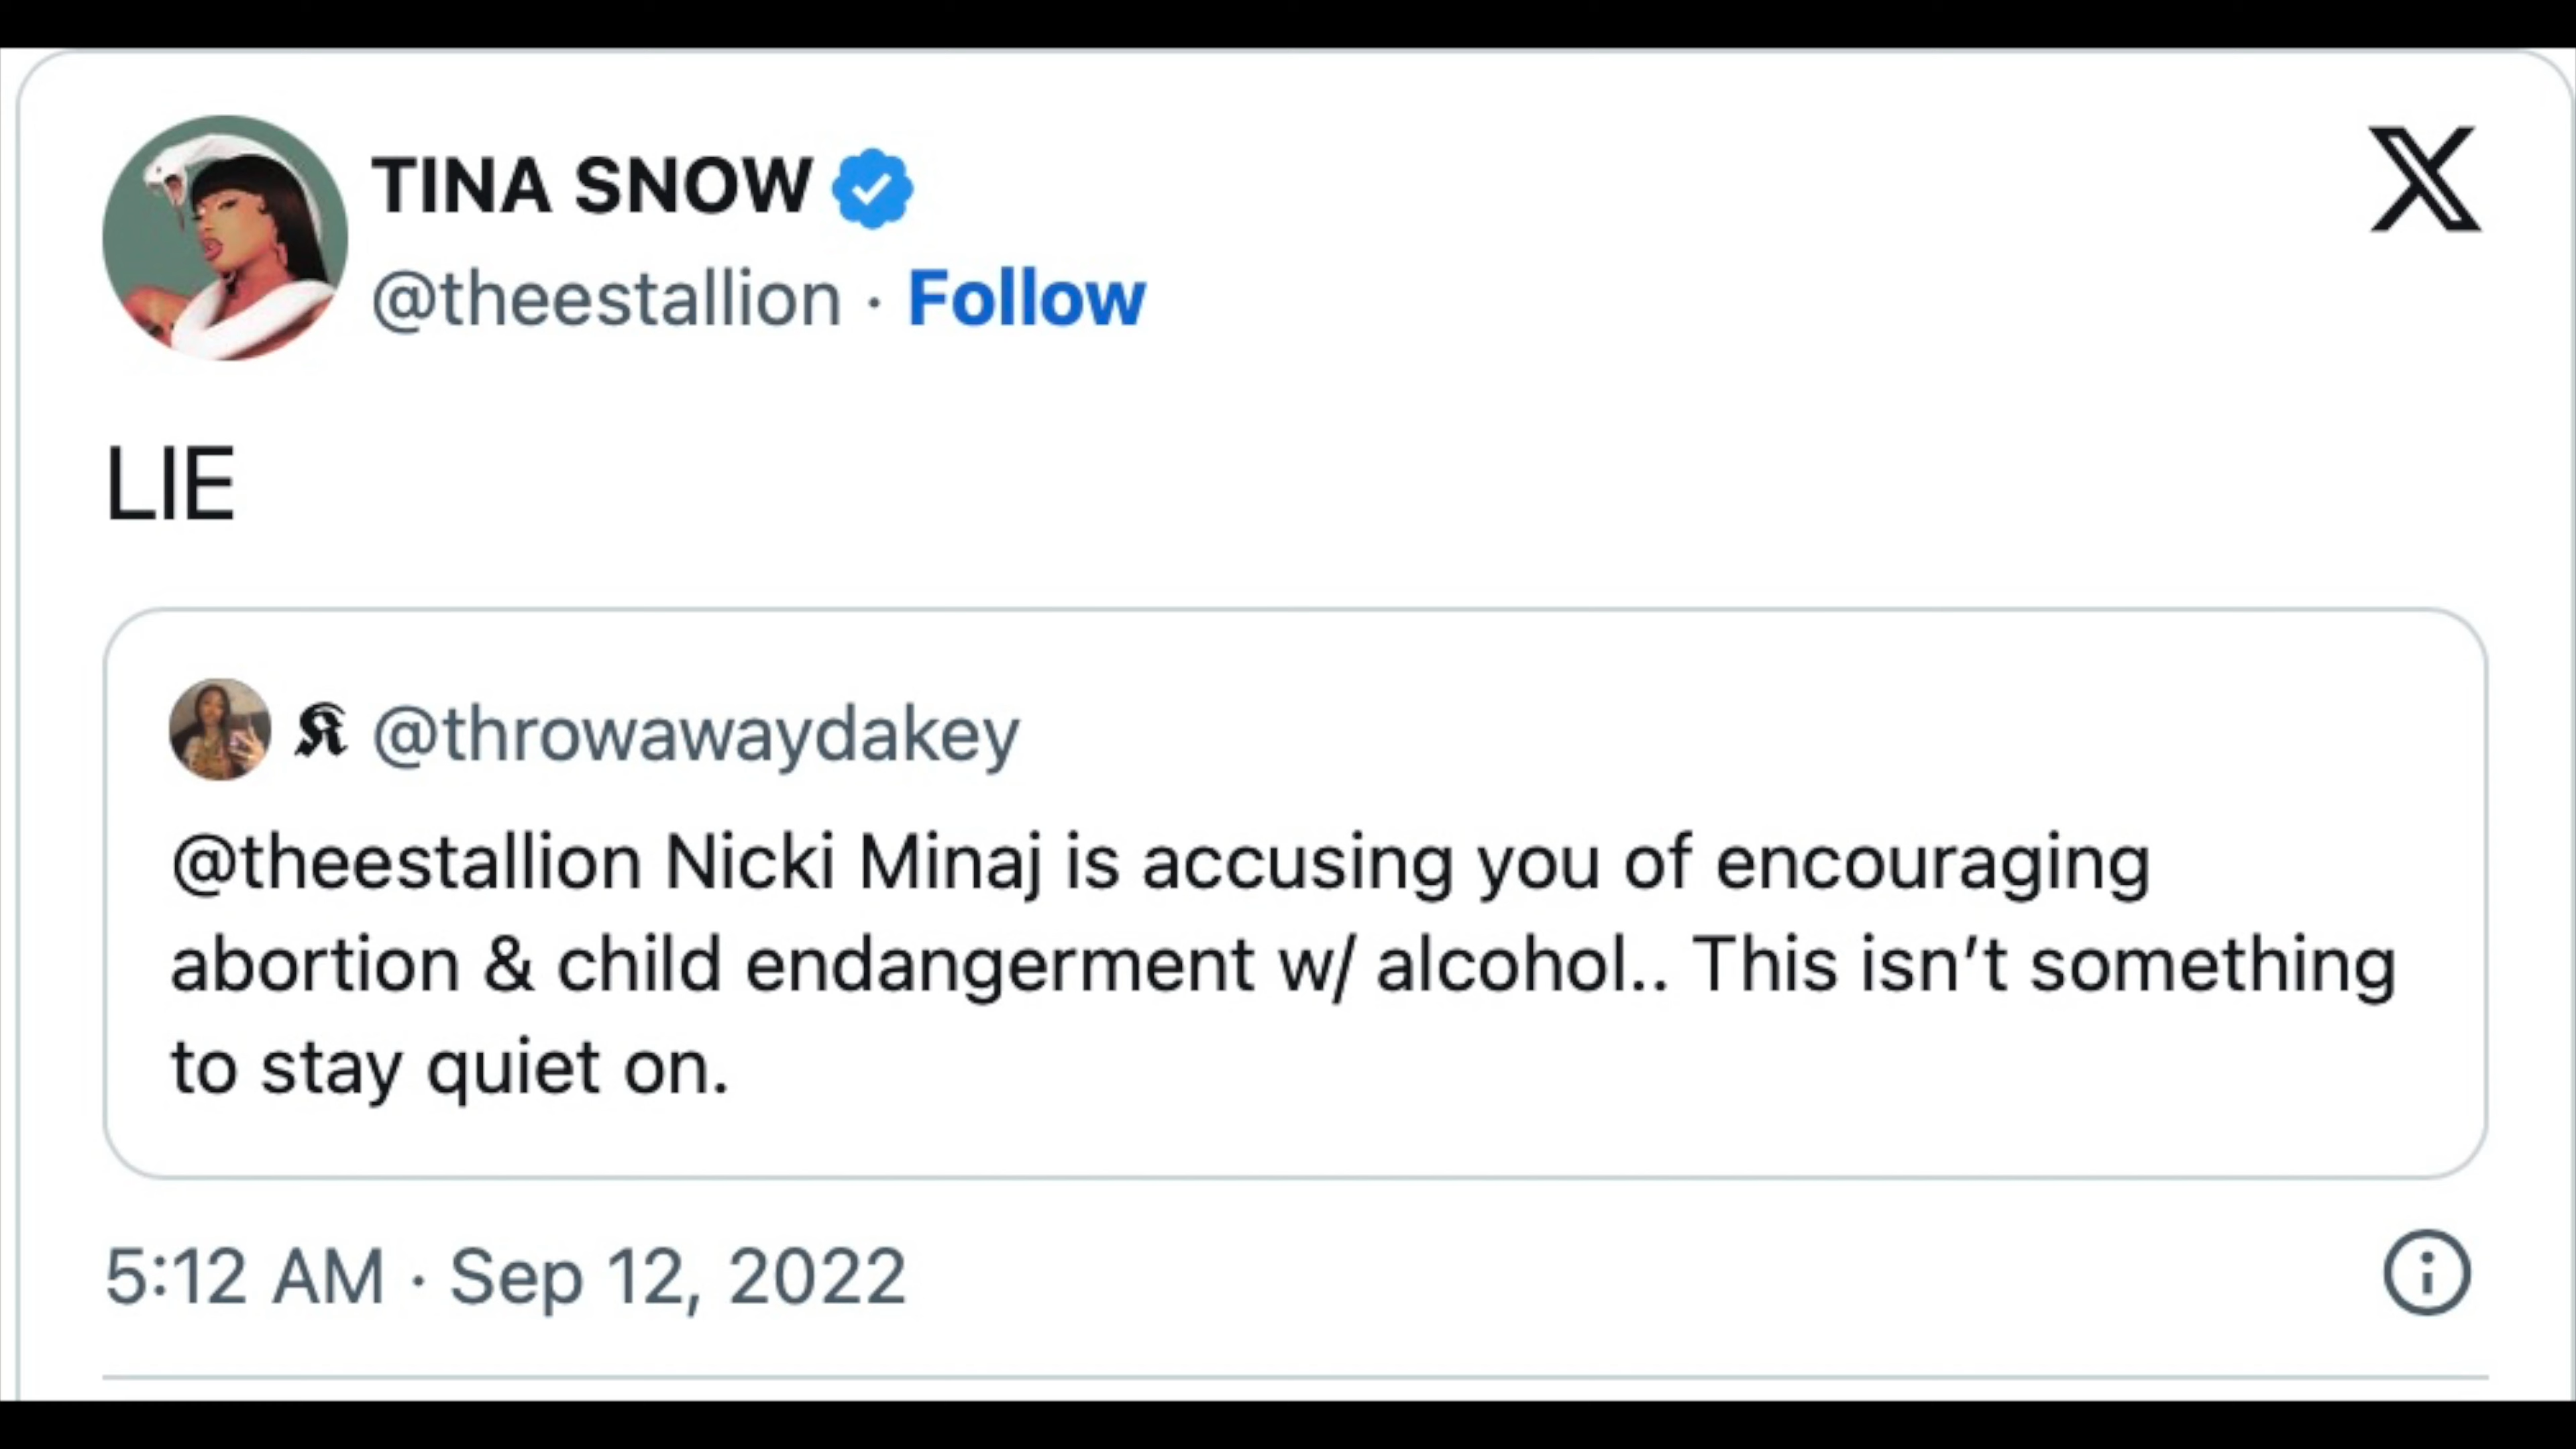 TINA SNOW
@theestallion · Follow
LIE
𝕶 @throwawaydakey
@theestallion Nicki Minaj is accusing you of encouraging
abortion & child endangerment w/ alcohol.. This isn’t something
to stay quiet on.
5:12 AM · Sep 12, 2022